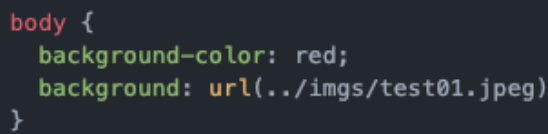 body {
  background-color: red;
  background: url(../imgs/test01.jpeg)
}